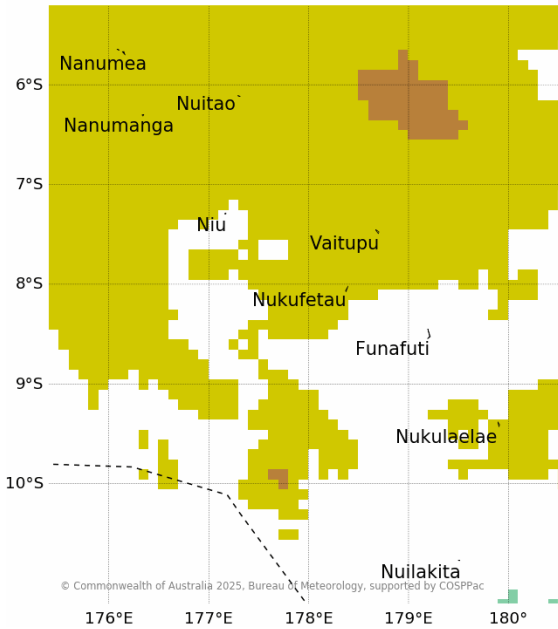 Nanumea
6°S
Nuitao
Nanumanga
7°S
Niu
Vaitupu
8°S
Nukufetau
Funafuti
9°S
Nukulaelae
10°S
Nuilakita
© Commonwealth of Australia 2025, Bureau of Meteorology, supported by COSPPac
176°E 177°E 178°E 179°E 180°